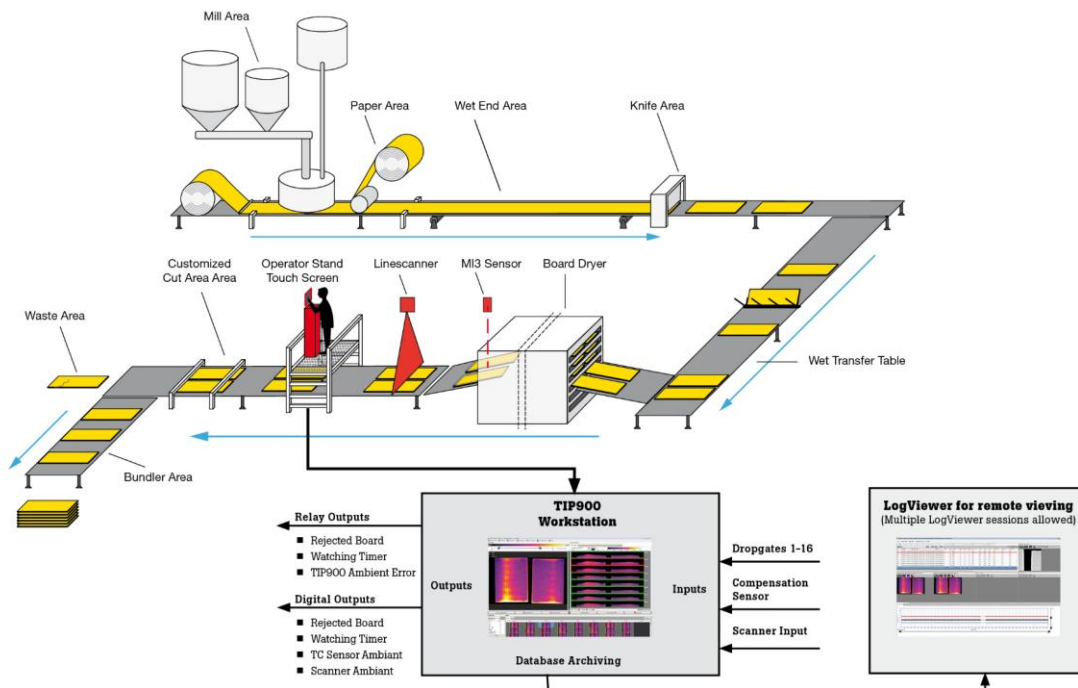 Mill Area
Paper Area
Wet End Area
Knife Area
Customized
Cut Area Area
Operator Stand
Touch Screen
Linescanner
MI3 Sensor
Board Dryer
Waste Area
Wet Transfer Table
Bundler Area
Relay Outputs
■ Rejected Board
■ Watching Timer
■ TIP900 Ambient Error
Digital Outputs
■ Rejected Board
■ Watching Timer
■ TC Sensor Ambiant
■ Scanner Ambiant
TIP900
Workstation
Outputs
Inputs
Database Archiving
Dropgates 1-16
Compensation
Sensor
Scanner Input
LogViewer for remote vieving
(Multiple LogViewer sessions allowed)